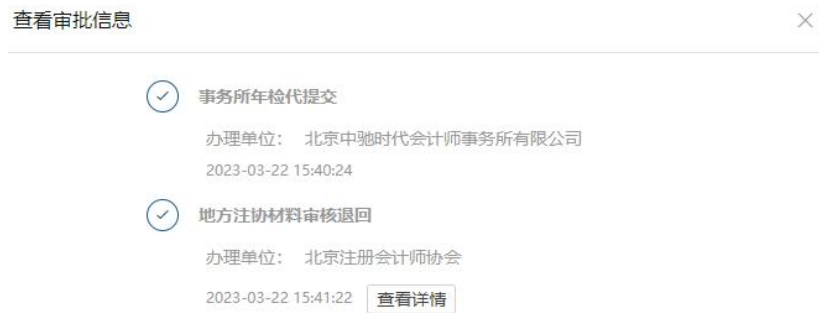 查看审批信息
事务所年检代提交
办理单位： 北京中驰时代会计师事务所有限公司
2023-03-22 15:40:24
地方注协材料审核退回
办理单位： 北京注册会计师协会
2023-03-22 15:41:22 查看详情